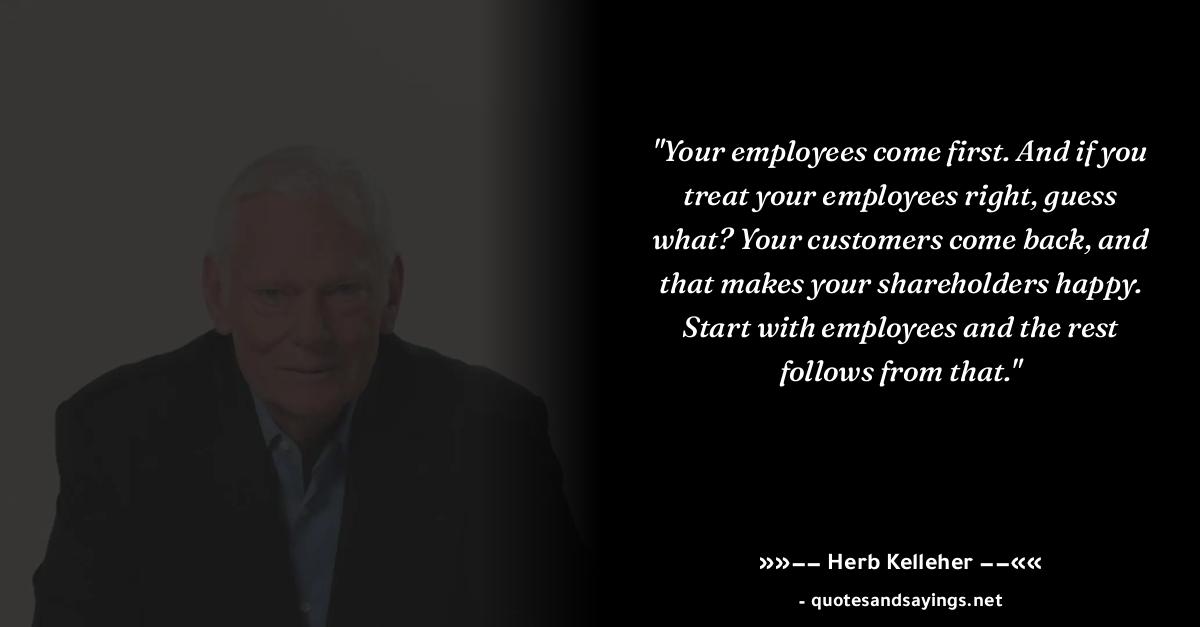 "Your employees come first. And if you
treat your employees right, guess
what? Your customers come back, and
that makes your shareholders happy.
Start with employees and the rest
follows from that."
»»−− Herb Kelleher −−««
- quotesandsayings.net